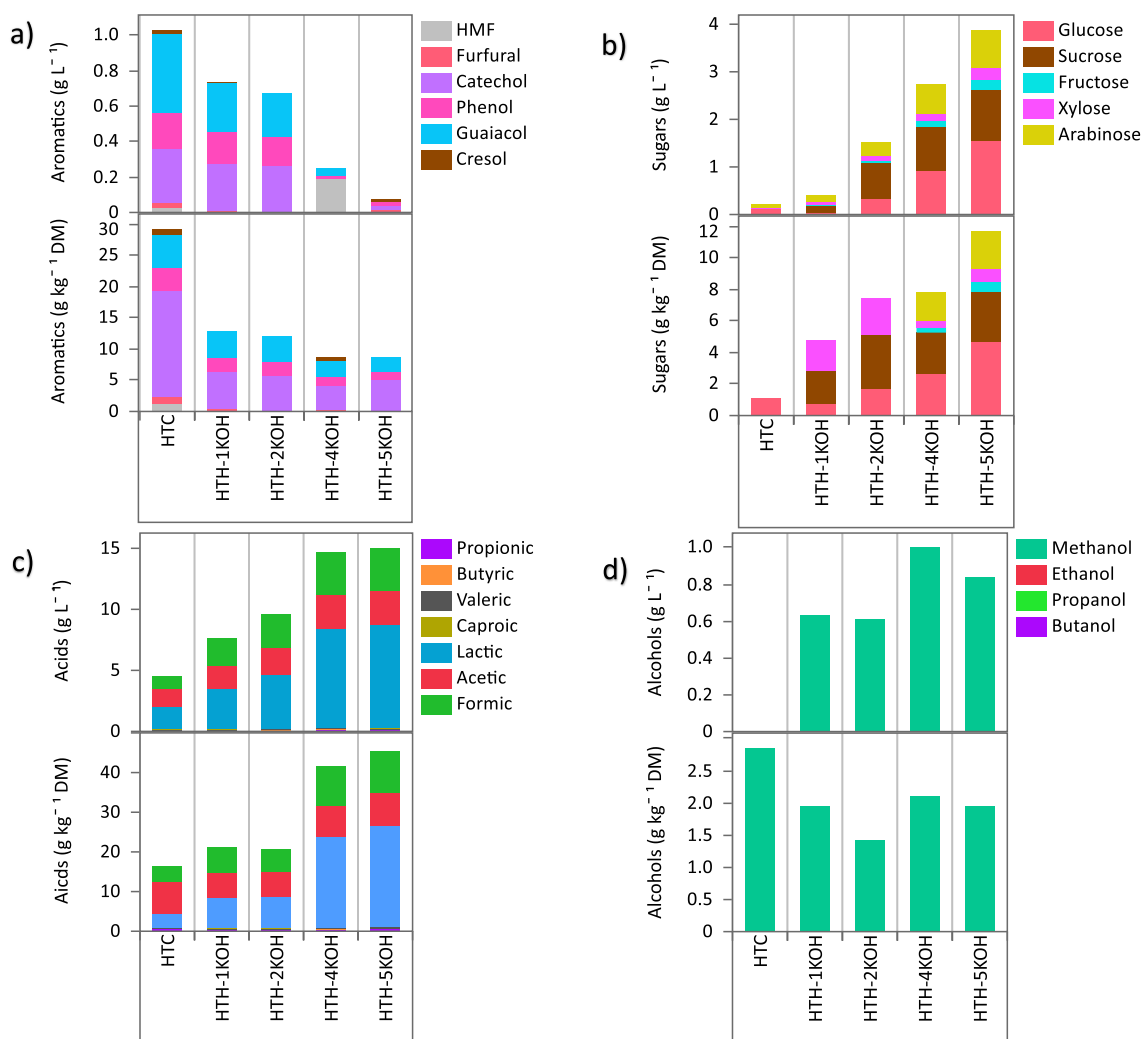 a)
Aromatics (g L⁻¹)
1.0
0.8
0.6
0.4
0.2
0
HMF
Furfural
Catechol
Phenol
Guaiacol
Cresol
Aromatics (g kg⁻¹ DM)
30
25
20
15
10
5
0
HTC
HTH-1KOH
HTH-2KOH
HTH-4KOH
HTH-5KOH
b)
Sugars (g L⁻¹)
4
3
2
1
0
Glucose
Sucrose
Fructose
Xylose
Arabinose
Sugars (g kg⁻¹ DM)
12
10
8
6
4
2
0
HTC
HTH-1KOH
HTH-2KOH
HTH-4KOH
HTH-5KOH
c)
Acids (g L⁻¹)
15
10
5
0
Propionic
Butyric
Valeric
Caproic
Lactic
Acetic
Formic
Aicds (g kg⁻¹ DM)
40
30
20
10
0
HTC
HTH-1KOH
HTH-2KOH
HTH-4KOH
HTH-5KOH
d)
Alcohols (g L⁻¹)
1.0
0.8
0.6
0.4
0.2
0
Methanol
Ethanol
Propanol
Butanol
Alcohols (g kg⁻¹ DM)
2.5
2.0
1.5
1.0
0.5
0
HTC
HTH-1KOH
HTH-2KOH
HTH-4KOH
HTH-5KOH